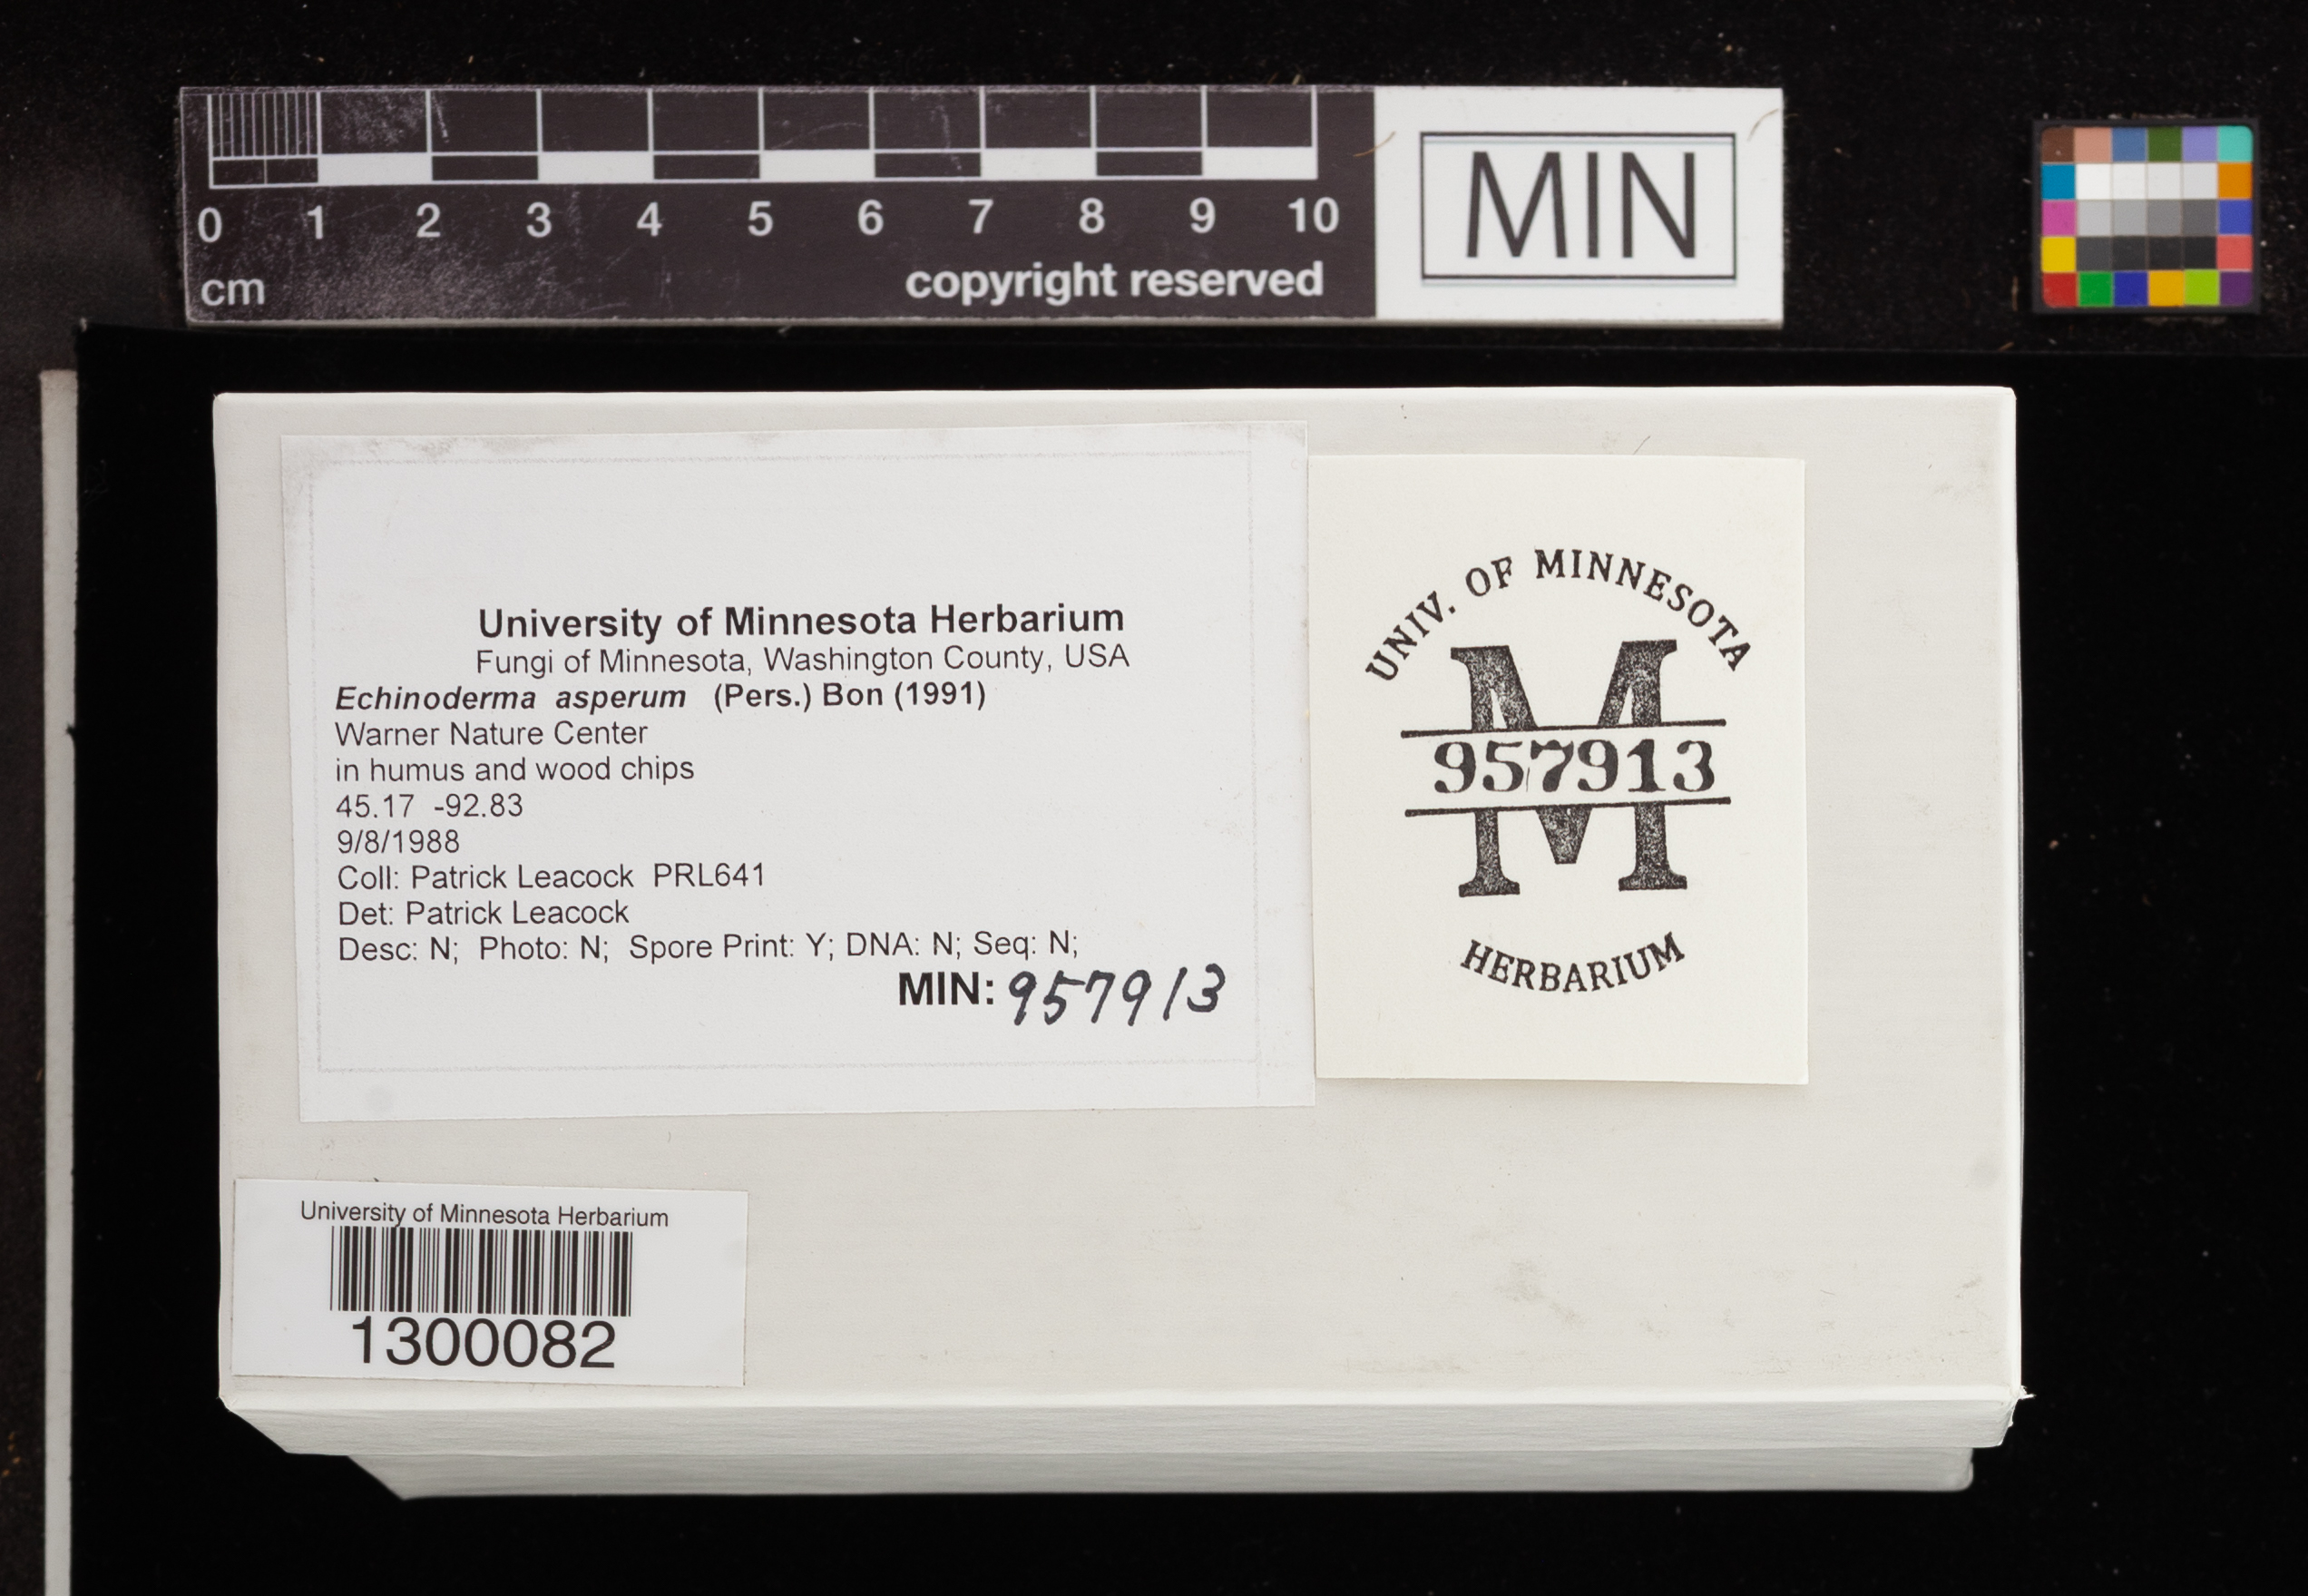 0 1 2 3 4 5 6 7 8 9 10
cm
copyright reserved
MIN
University of Minnesota Herbarium
Fungi of Minnesota, Washington County, USA
Echinoderma asperum (Pers.) Bon (1991)
Warner Nature Center
in humus and wood chips
45.17 -92.83
9/8/1988
Coll: Patrick Leacock PRL641
Det: Patrick Leacock
Desc: N; Photo: N; Spore Print: Y; DNA: N; Seq: N;
MIN: 957913
UNIV. OF MINNESOTA
M
957913
HERBARIUM
University of Minnesota Herbarium
1300082